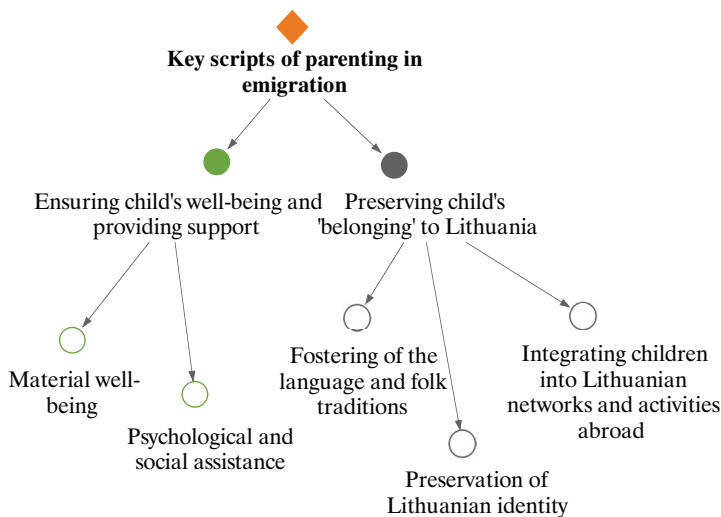 Key scripts of parenting in
emigration
Ensuring child's well-being and
providing support
Preserving child's
'belonging' to Lithuania
Material well-
being
Psychological and
social assistance
Fostering of the
language and folk
traditions
Preservation of
Lithuanian identity
Integrating children
into Lithuanian
networks and activities
abroad